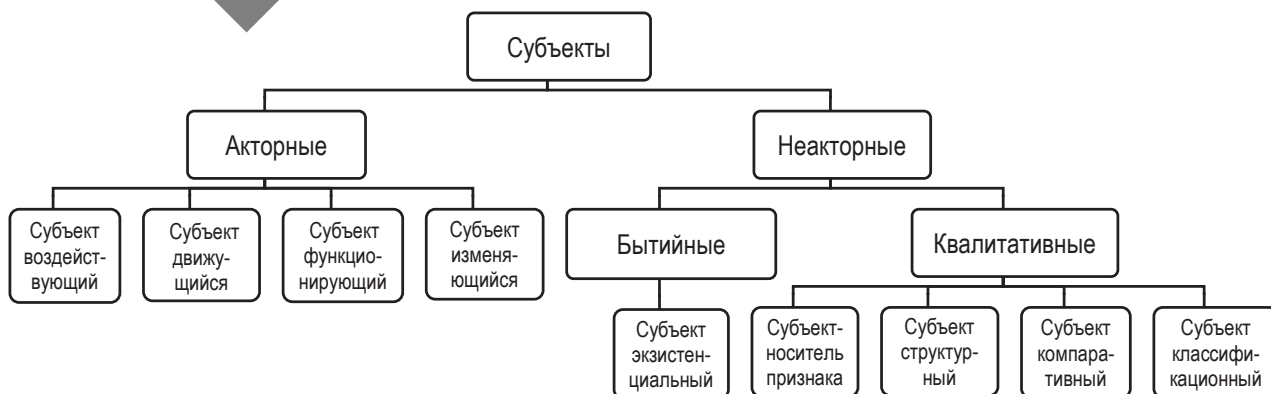 Субъекты
Акторные
Неакторные
Субъект
воздейст-
вующий
Субъект
движу-
щийся
Субъект
функцио-
нирующий
Субъект
изменя-
ющийся
Бытийные
Квалитативные
Субъект
экзистен-
циальный
Субъект-
носитель
признака
Субъект
структур-
ный
Субъект
компара-
тивный
Субъект
классифи-
кационный